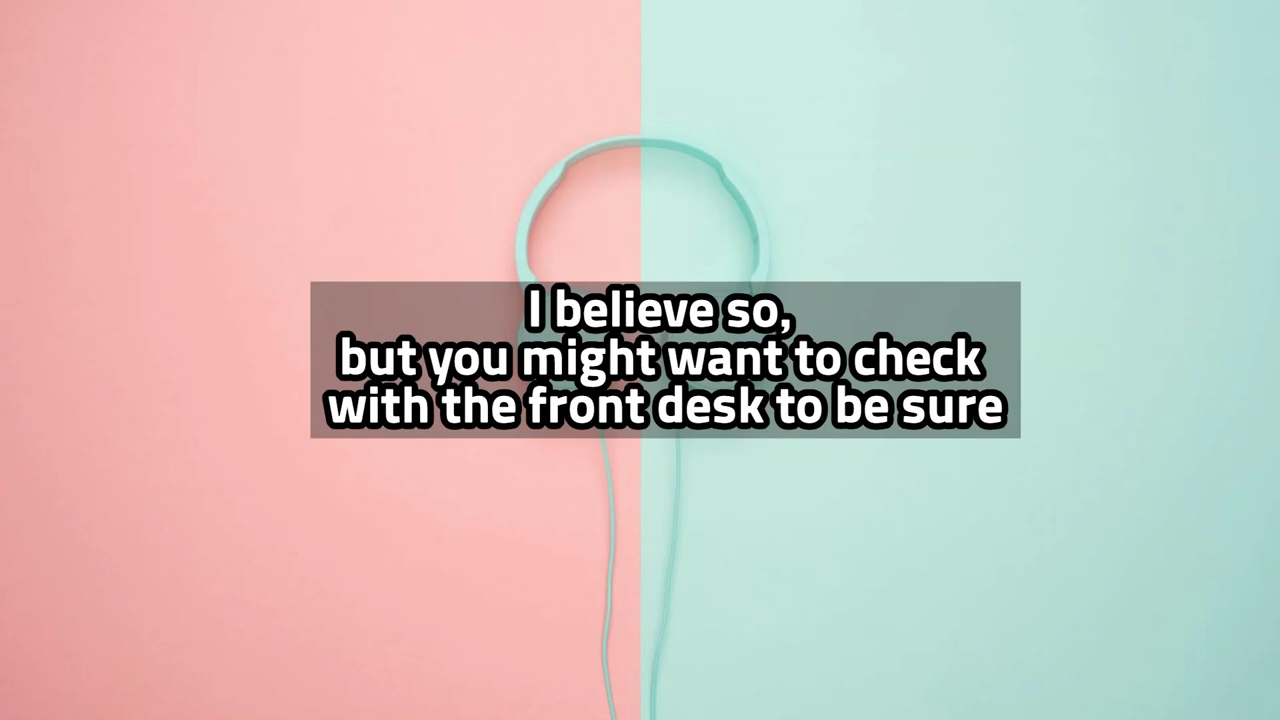 I believe so,
but you might want to check
with the front desk to be sure